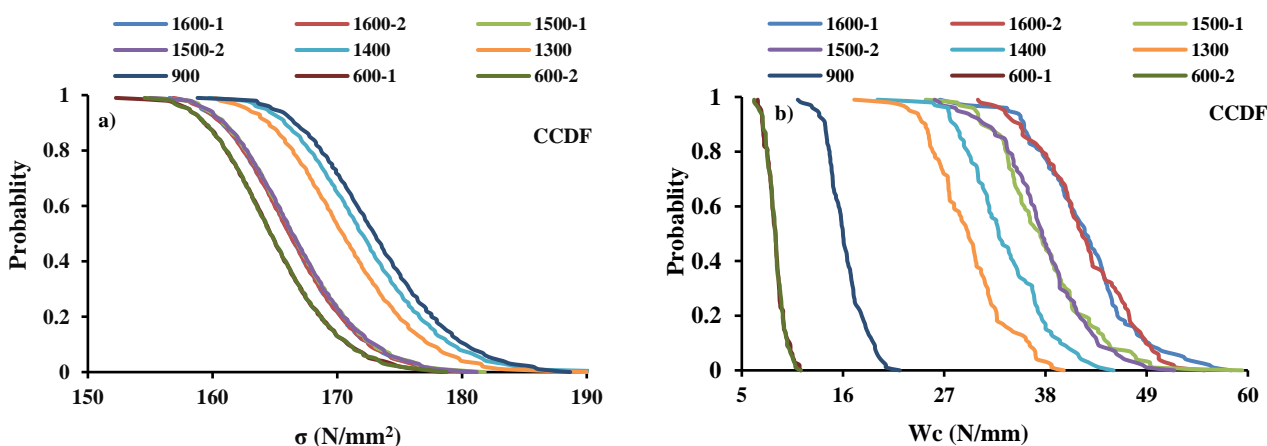 1600-1 1600-2 1500-1
1500-2 1400 1300
900 600-1 600-2
a)
CCDF
Probablity
1
0.8
0.6
0.4
0.2
0
150 160 170 180 190
σ (N/mm²)
1600-1 1600-2 1500-1
1500-2 1400 1300
900 600-1 600-2
b)
CCDF
Probablity
1
0.8
0.6
0.4
0.2
0
5 16 27 38 49 60
Wc (N/mm)